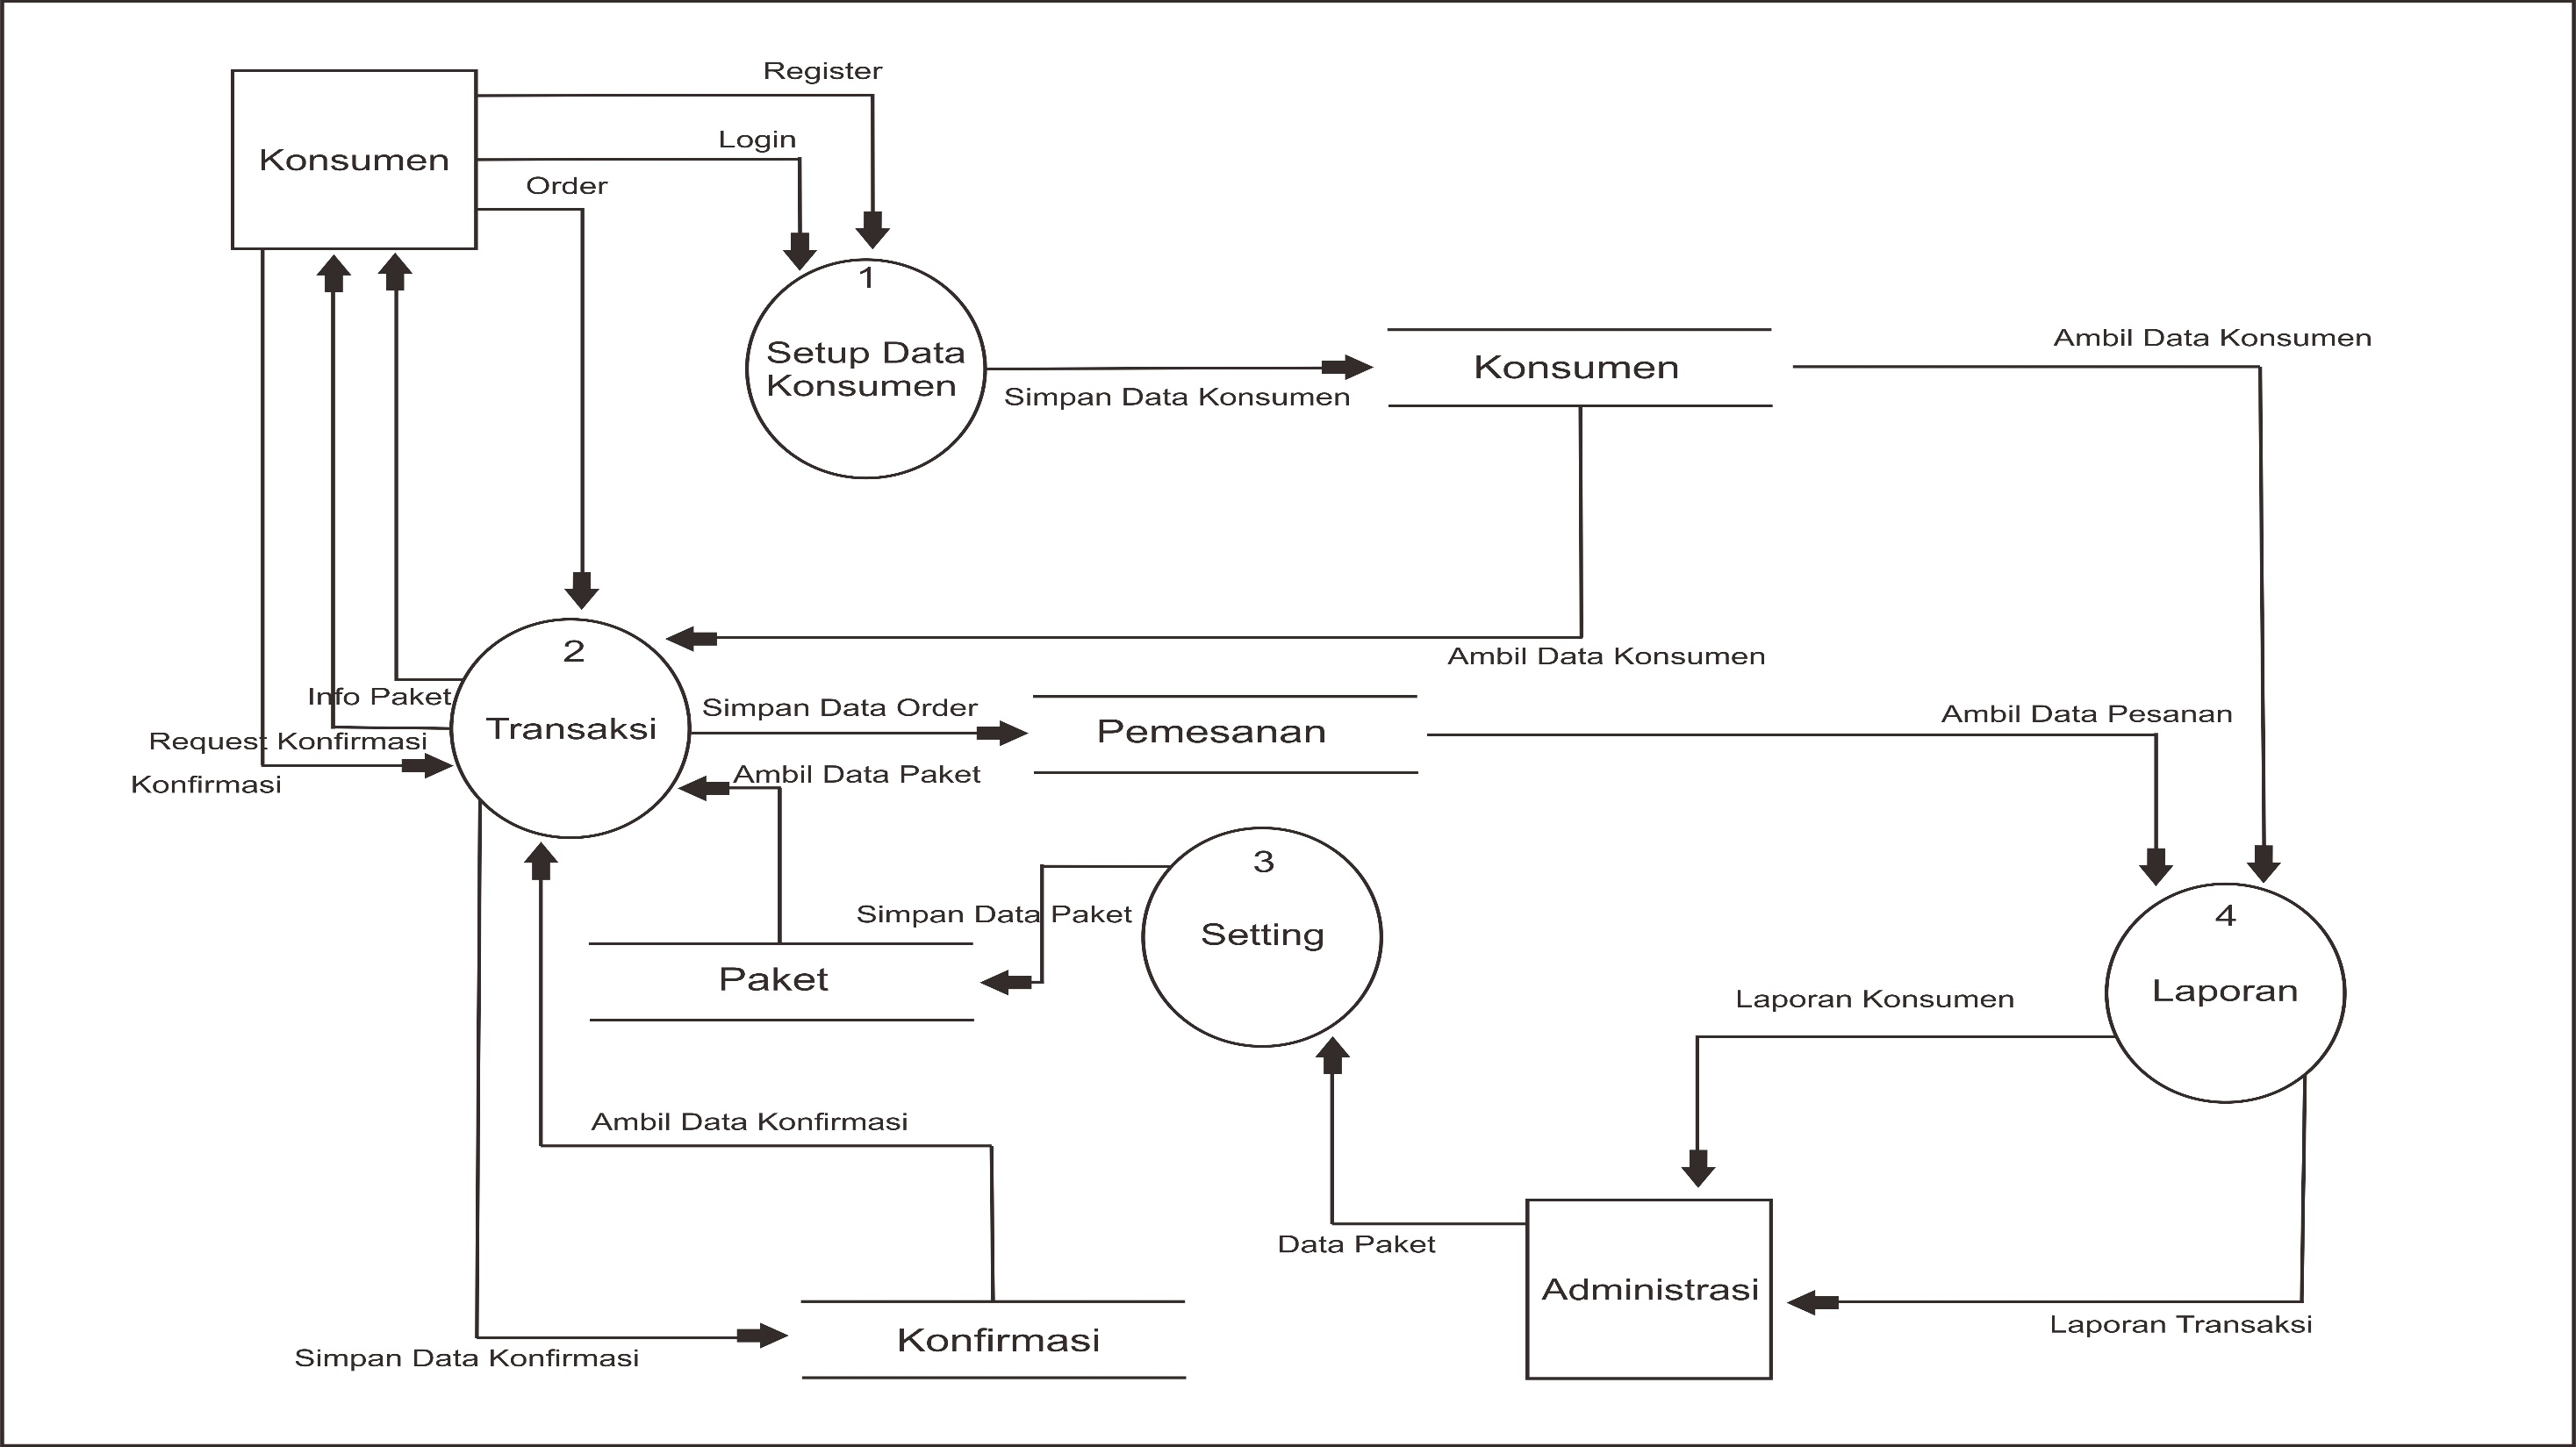 Register
Login
Konsumen
Order
1
Setup Data
Konsumen
Konsumen
Ambil Data Konsumen
Simpan Data Konsumen
2
Ambil Data Konsumen
Info Paket
Transaksi
Simpan Data Order
Pemesanan
Ambil Data Pesanan
Request Konfirmasi
Konfirmasi
Ambil Data Paket
3
Setting
Simpan Data Paket
4
Laporan
Paket
Laporan Konsumen
Ambil Data Konfirmasi
Data Paket
Administrasi
Laporan Transaksi
Konfirmasi
Simpan Data Konfirmasi